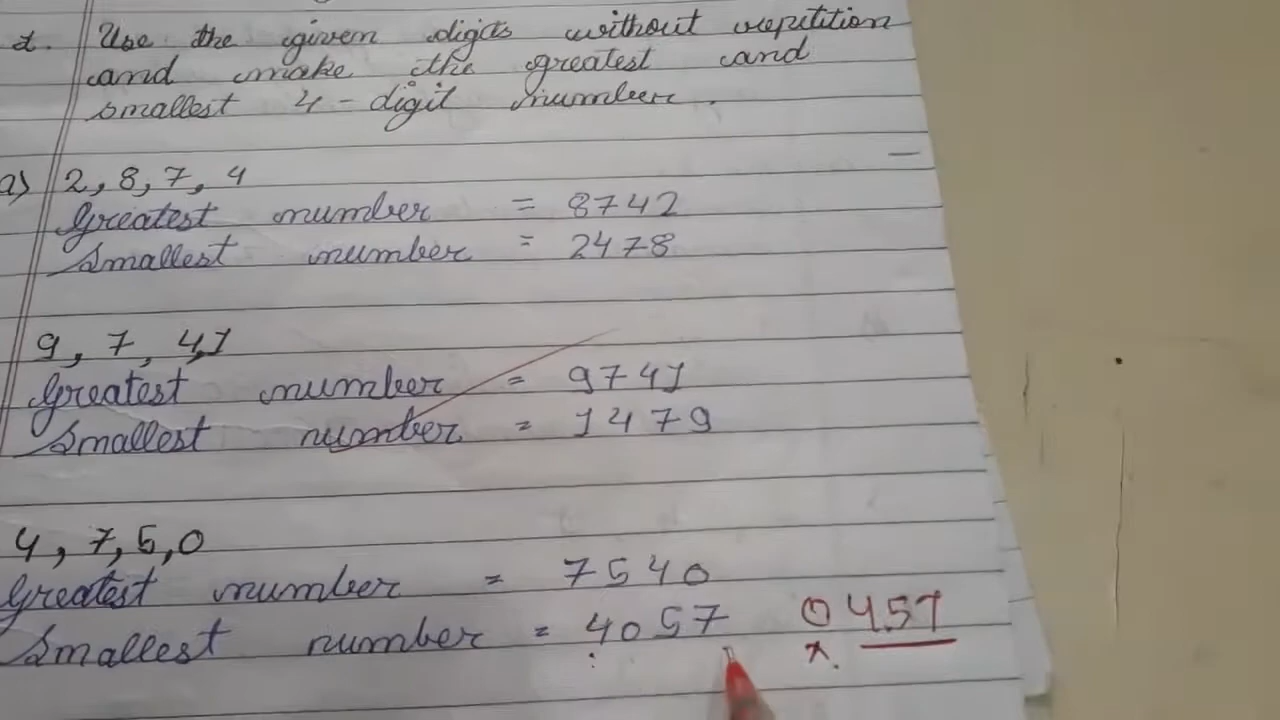 2. Use the given digits without repitition
and make the greatest and
smallest 4-digit number.
a) 2, 8, 7, 4
Greatest number = 8742
Smallest number = 2478
9, 7, 4, 1
Greatest number = 9741
Smallest number = 1479
4, 7, 5, 0
Greatest number = 7540
Smallest number = 4057 0457
x.